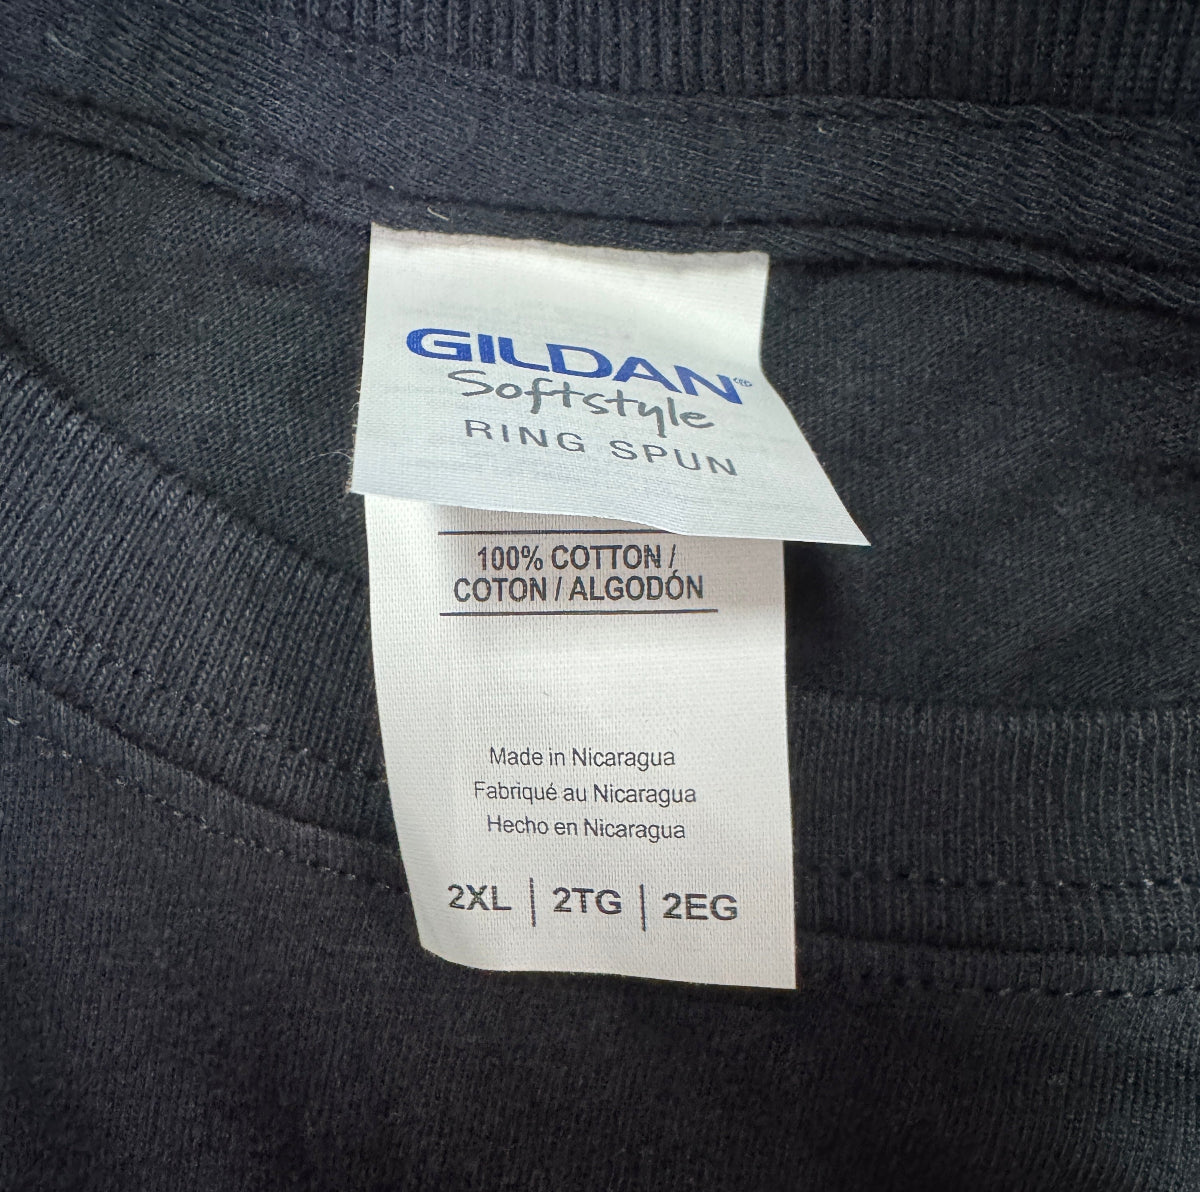 GILDAN®
Softstyle
RING SPUN
100% COTTON /
COTON / ALGODÓN
Made in Nicaragua
Fabriqué au Nicaragua
Hecho en Nicaragua
2XL | 2TG | 2EG